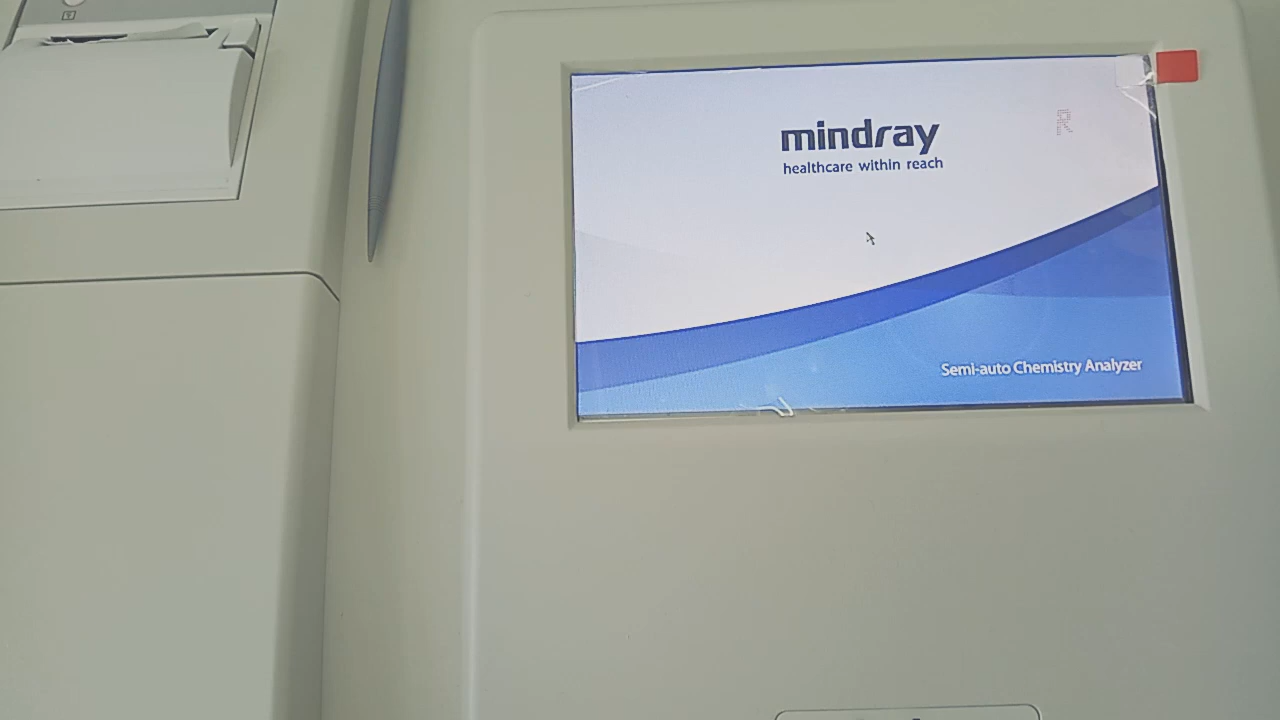 mindray
healthcare within reach
R
Semi-auto Chemistry Analyzer